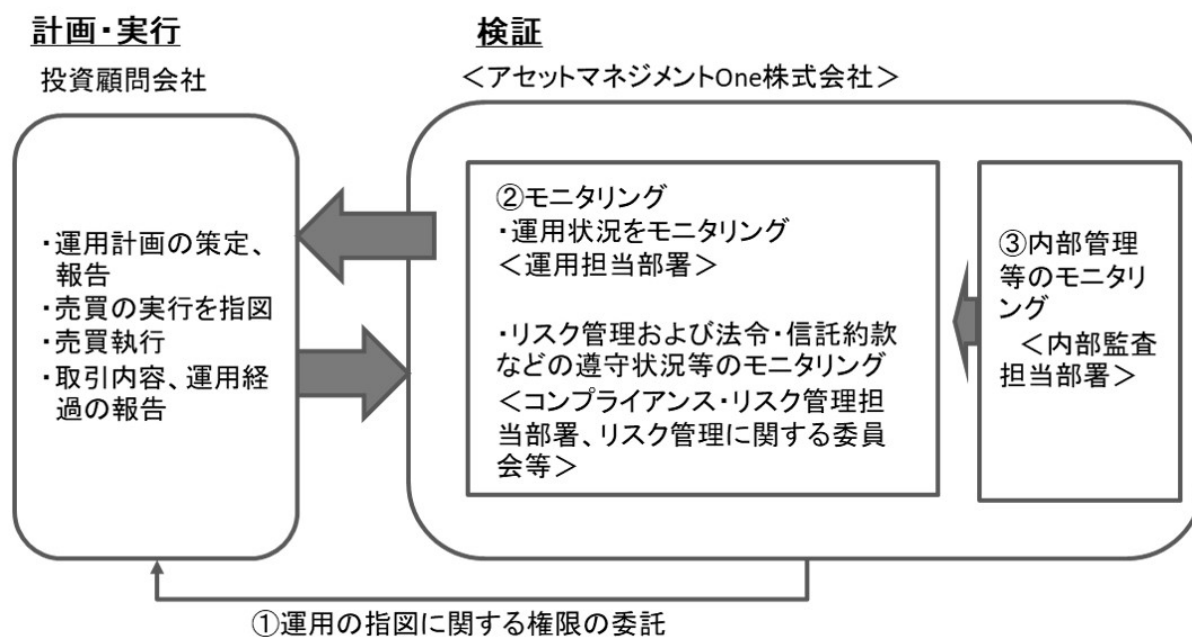 計画・実行
投資顧問会社
・運用計画の策定、
報告
・売買の実行を指図
・売買執行
・取引内容、運用経
過の報告
検証
＜アセットマネジメントOne株式会社＞
②モニタリング
・運用状況をモニタリング
＜運用担当部署＞
・リスク管理および法令・信託約款
などの遵守状況等のモニタリング
＜コンプライアンス・リスク管理担
当部署、リスク管理に関する委員
会等＞
③内部管理
等のモニタリ
ング
＜内部監査
担当部署＞
①運用の指図に関する権限の委託